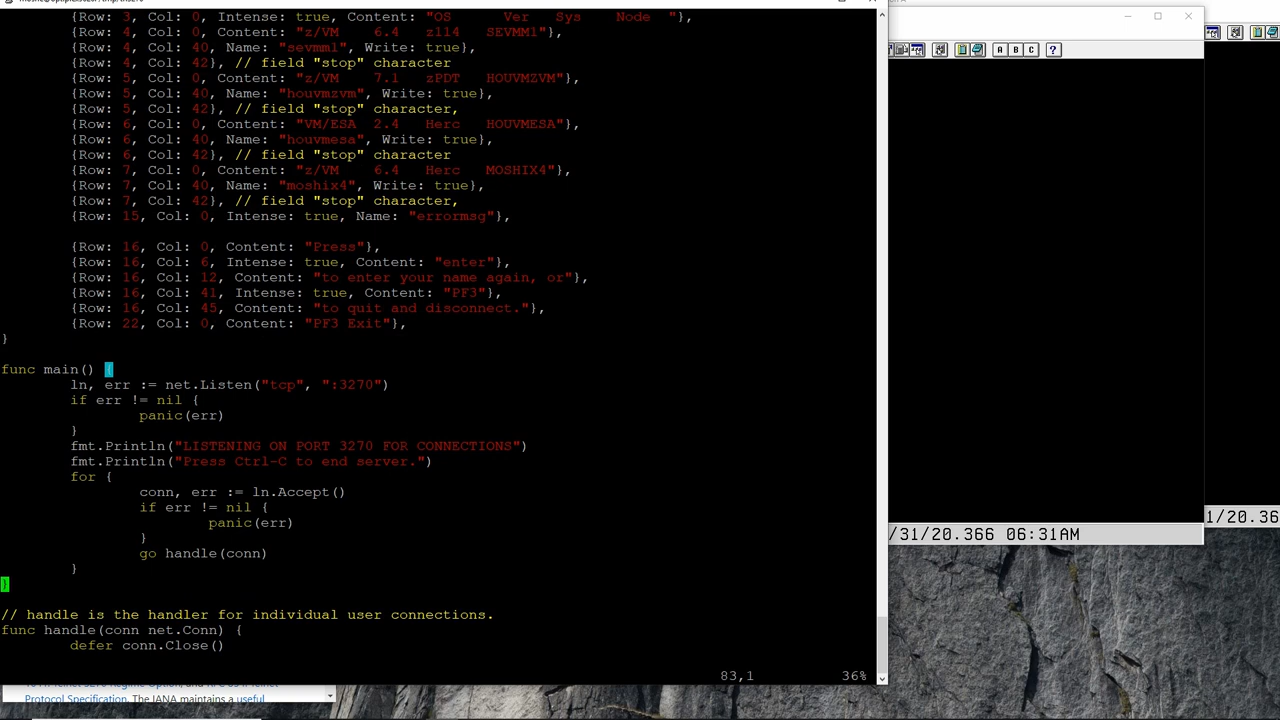 {Row: 3, Col: 0, Intense: true, Content: "OS      Ver   Sys    Node  "},
{Row: 4, Col: 0, Content: "z/VM   6.4  z114   SEVMM1"},
{Row: 4, Col: 40, Name: "sevmm1", Write: true},
{Row: 4, Col: 42}, // field "stop" character
{Row: 5, Col: 0, Content: "z/VM   7.1  zPDT   HOUVMZVM"},
{Row: 5, Col: 40, Name: "houvmzvm", Write: true},
{Row: 5, Col: 42}, // field "stop" character,
{Row: 6, Col: 0, Content: "VM/ESA  2.4  Herc   HOUVMESA"},
{Row: 6, Col: 40, Name: "houvmesa", Write: true},
{Row: 6, Col: 42}, // field "stop" character
{Row: 7, Col: 0, Content: "z/VM    6.4  Herc   MOSHIX4"},
{Row: 7, Col: 40, Name: "moshix4", Write: true},
{Row: 7, Col: 42}, // field "stop" character,
{Row: 15, Col: 0, Intense: true, Name: "errormsg"},
{Row: 16, Col: 0, Content: "Press"},
{Row: 16, Col: 6, Intense: true, Content: "enter"},
{Row: 16, Col: 12, Content: "to enter your name again, or"},
{Row: 16, Col: 41, Intense: true, Content: "PF3"},
{Row: 16, Col: 45, Content: "to quit and disconnect."},
{Row: 22, Col: 0, Content: "PF3 Exit"},
}
func main() {
ln, err := net.Listen("tcp", ":3270")
if err != nil {
panic(err)
}
fmt.Println("LISTENING ON PORT 3270 FOR CONNECTIONS")
fmt.Println("Press Ctrl-C to end server.")
for {
conn, err := ln.Accept()
if err != nil {
panic(err)
}
go handle(conn)
}
}
// handle is the handler for individual user connections.
func handle(conn net.Conn) {
defer conn.Close()
83,1 36%
Protocol Specification. The IANA maintains a useful
A B C ?
/31/20.366 06:31AM
1/20.36